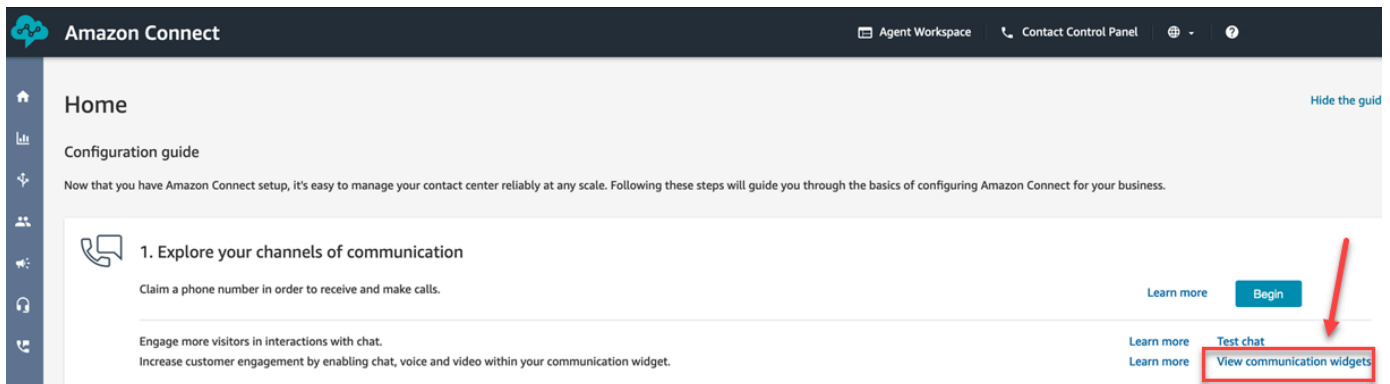 Amazon Connect Agent Workspace Contact Control Panel
Home Hide the guid
Configuration guide
Now that you have Amazon Connect setup, it's easy to manage your contact center reliably at any scale. Following these steps will guide you through the basics of configuring Amazon Connect for your business.
1. Explore your channels of communication
Claim a phone number in order to receive and make calls. Learn more Begin
Engage more visitors in interactions with chat. Learn more Test chat
Increase customer engagement by enabling chat, voice and video within your communication widget. Learn more View communication widgets